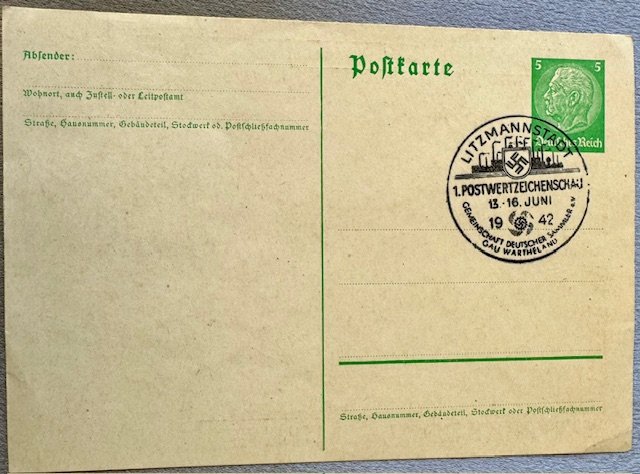 Absender:
Wohnort, auch Zustell- oder Leitpostamt
Straße, Hausnummer, Gebäudeteil, Stockwerk od. Postschließfachnummer
Postkarte
5 5
Deutsches Reich
LITZMANNSTADT
1. POSTWERTZEICHENSCHAU
13.-16. JUNI
19 42
GEMEINSCHAFT DEUTSCHER SAMMLER e.V.
GAU WARTHELAND
Straße, Hausnummer, Gebäudeteil, Stockwerk oder Postschließfachnummer